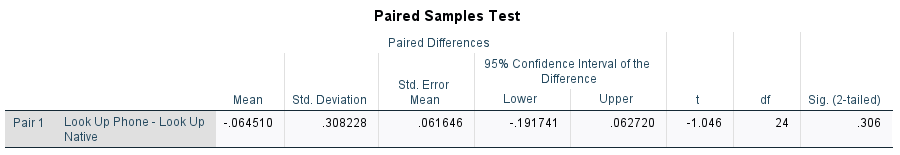 Paired Samples Test
Paired Differences
95% Confidence Interval of the
Difference
Mean Std. Deviation Std. Error
Mean Lower Upper t df Sig. (2-tailed)
Pair 1 Look Up Phone - Look Up
Native -.064510 .308228 .061646 -.191741 .062720 -1.046 24 .306